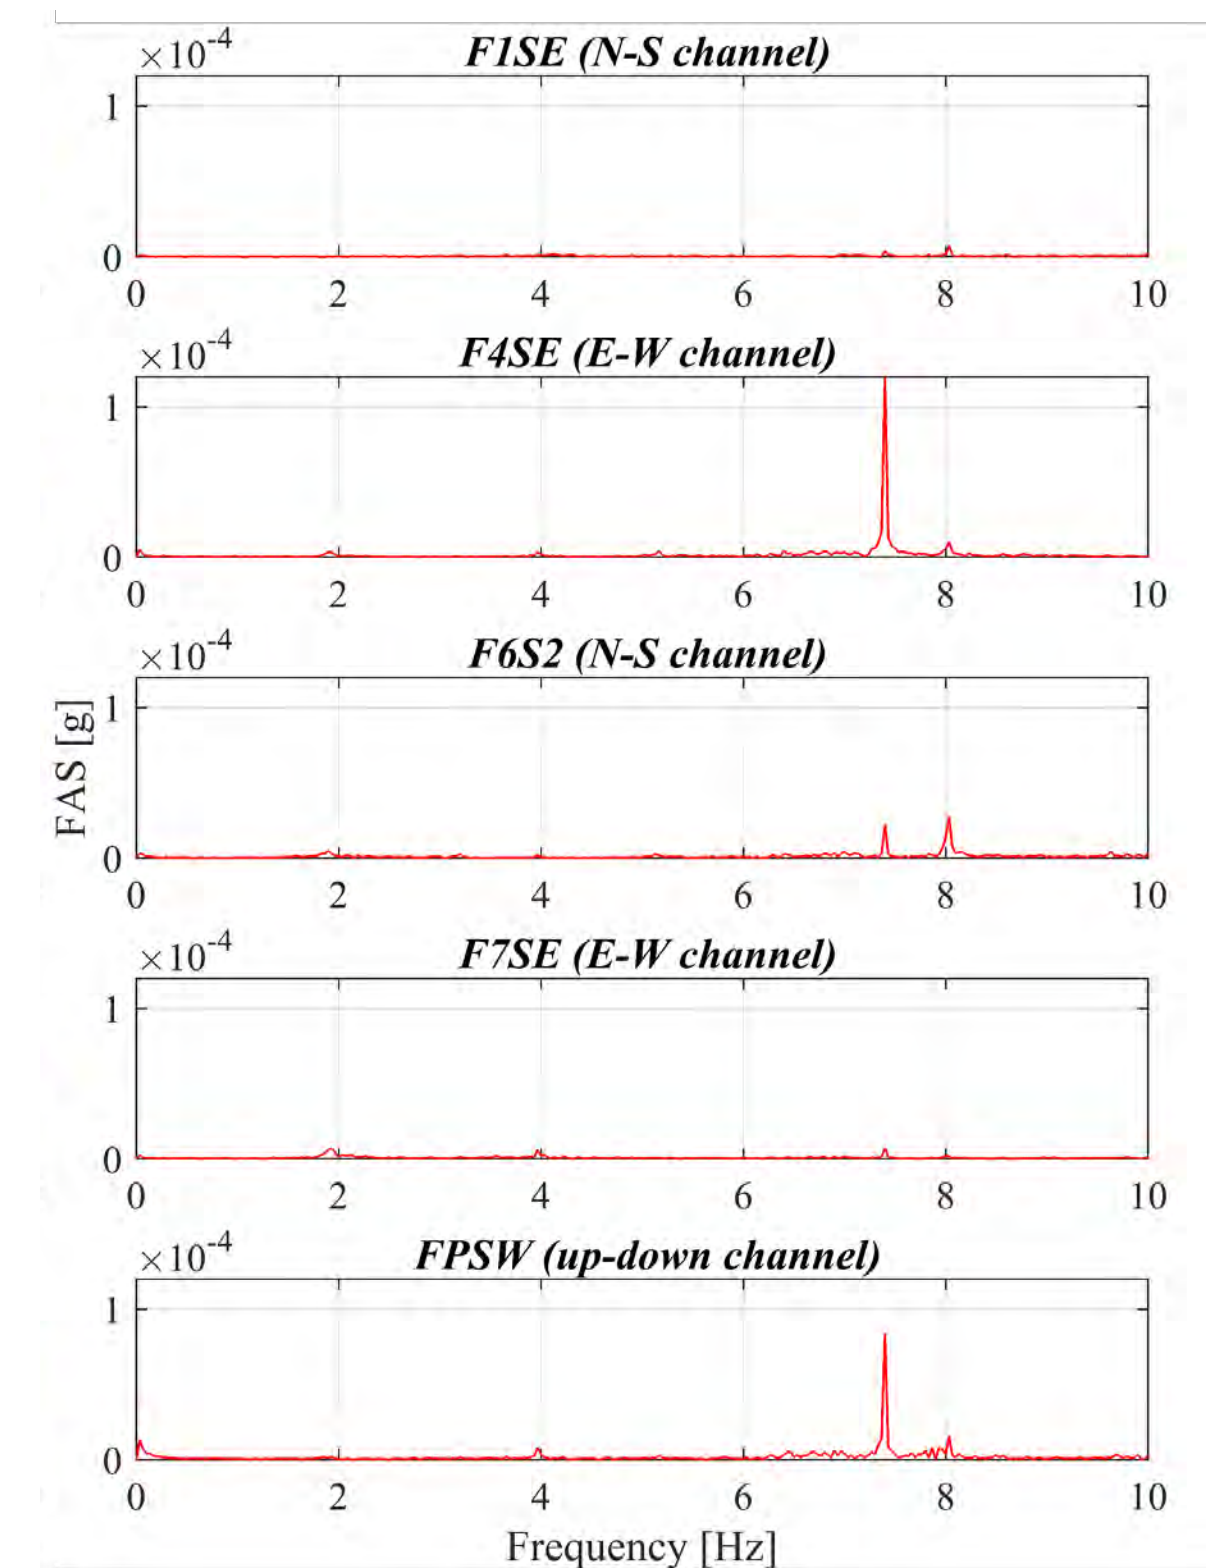 ×10-4
F1SE (N-S channel)
1
0
0 2 4 6 8 10
×10-4
F4SE (E-W channel)
1
0
0 2 4 6 8 10
×10-4
F6S2 (N-S channel)
1
0
0 2 4 6 8 10
FAS [g]
×10-4
F7SE (E-W channel)
1
0
0 2 4 6 8 10
×10-4
FPSW (up-down channel)
1
0
0 2 4 6 8 10
Frequency [Hz]